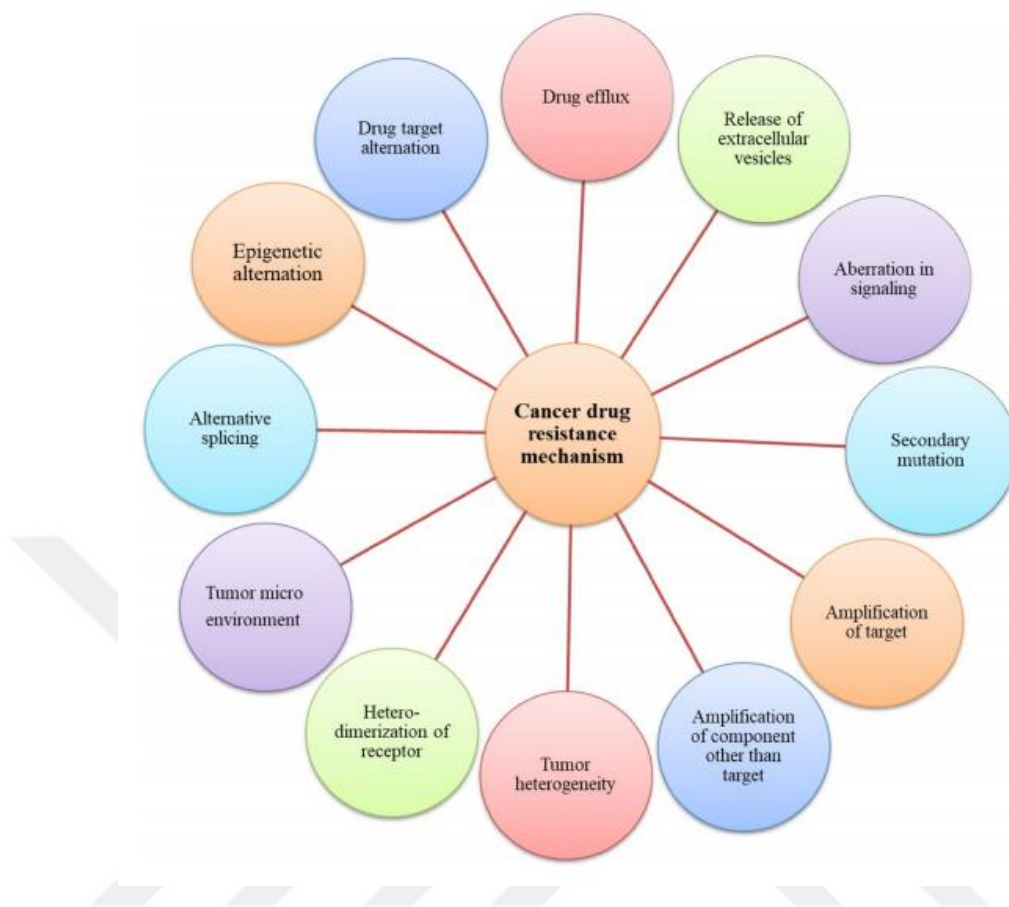 Drug efflux
Release of
extracellular
vesicles
Aberration in
signaling
Secondary
mutation
Amplification
of target
Amplification
of component
other than
target
Tumor
heterogeneity
Hetero-
dimerization of
receptor
Tumor micro
environment
Alternative
splicing
Epigenetic
alternation
Drug target
alternation
Cancer drug
resistance
mechanism